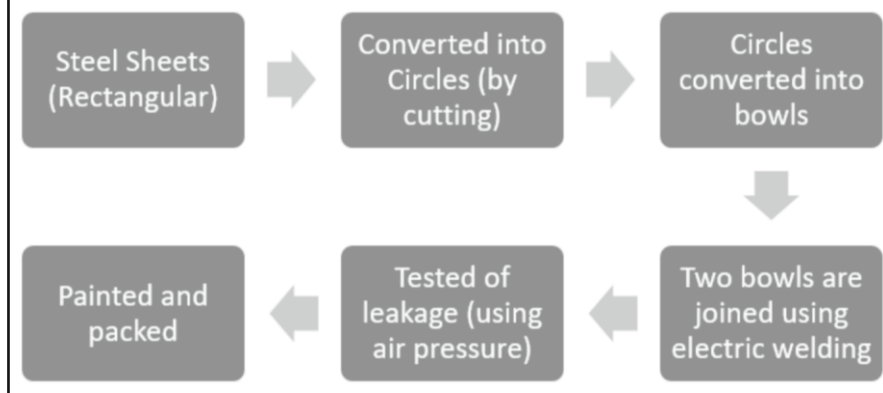 Steel Sheets
(Rectangular)
Converted into
Circles (by
cutting)
Circles
converted into
bowls
Two bowls are
joined using
electric welding
Tested of
leakage (using
air pressure)
Painted and
packed